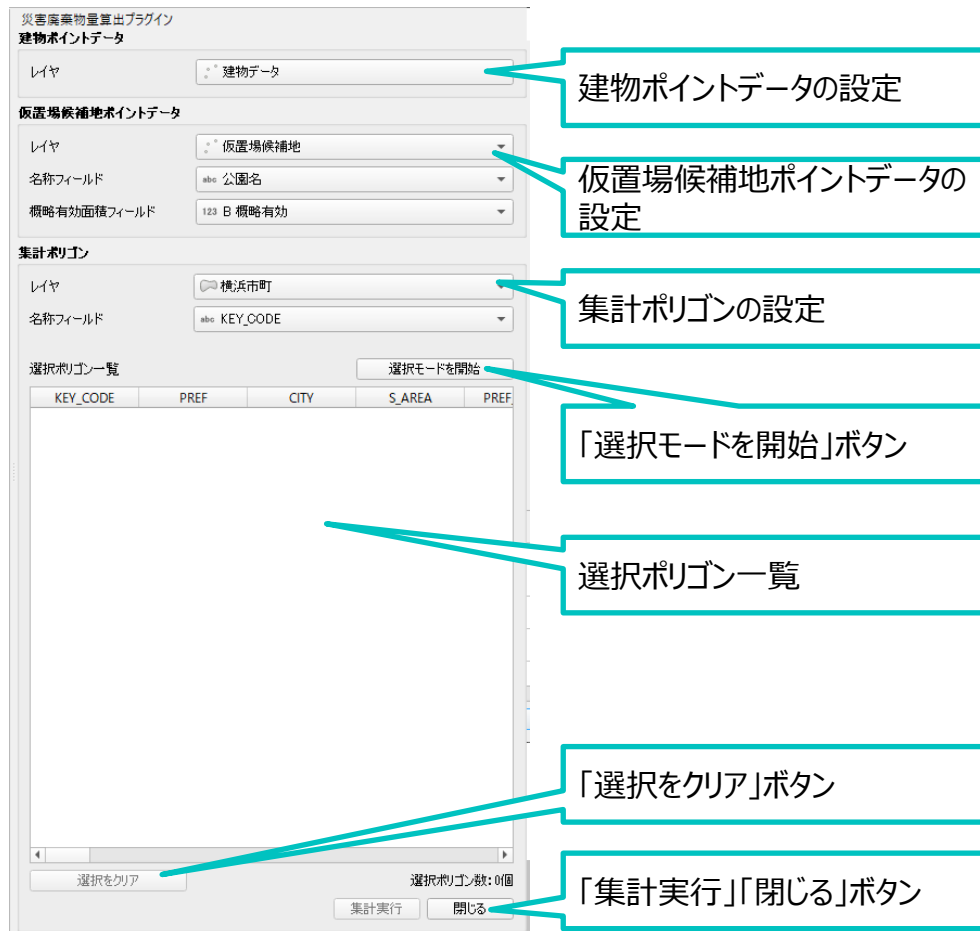 災害廃棄物量算出プラグイン
建物ポイントデータ
レイヤ
建物データ
建物ポイントデータの設定
仮置場候補地ポイントデータ
レイヤ
仮置場候補地
名称フィールド
abc 公園名
概略有効面積フィールド
123 B 概略有効
仮置場候補地ポイントデータの
設定
集計ポリゴン
レイヤ
横浜市町
名称フィールド
abc KEY_CODE
集計ポリゴンの設定
選択ポリゴン一覧
選択モードを開始
KEY_CODE PREF CITY S_AREA PREF_
「選択モードを開始」ボタン
選択ポリゴン一覧
「選択をクリア」ボタン
選択をクリア
選択ポリゴン数: 0個
集計実行
閉じる
「集計実行」「閉じる」ボタン